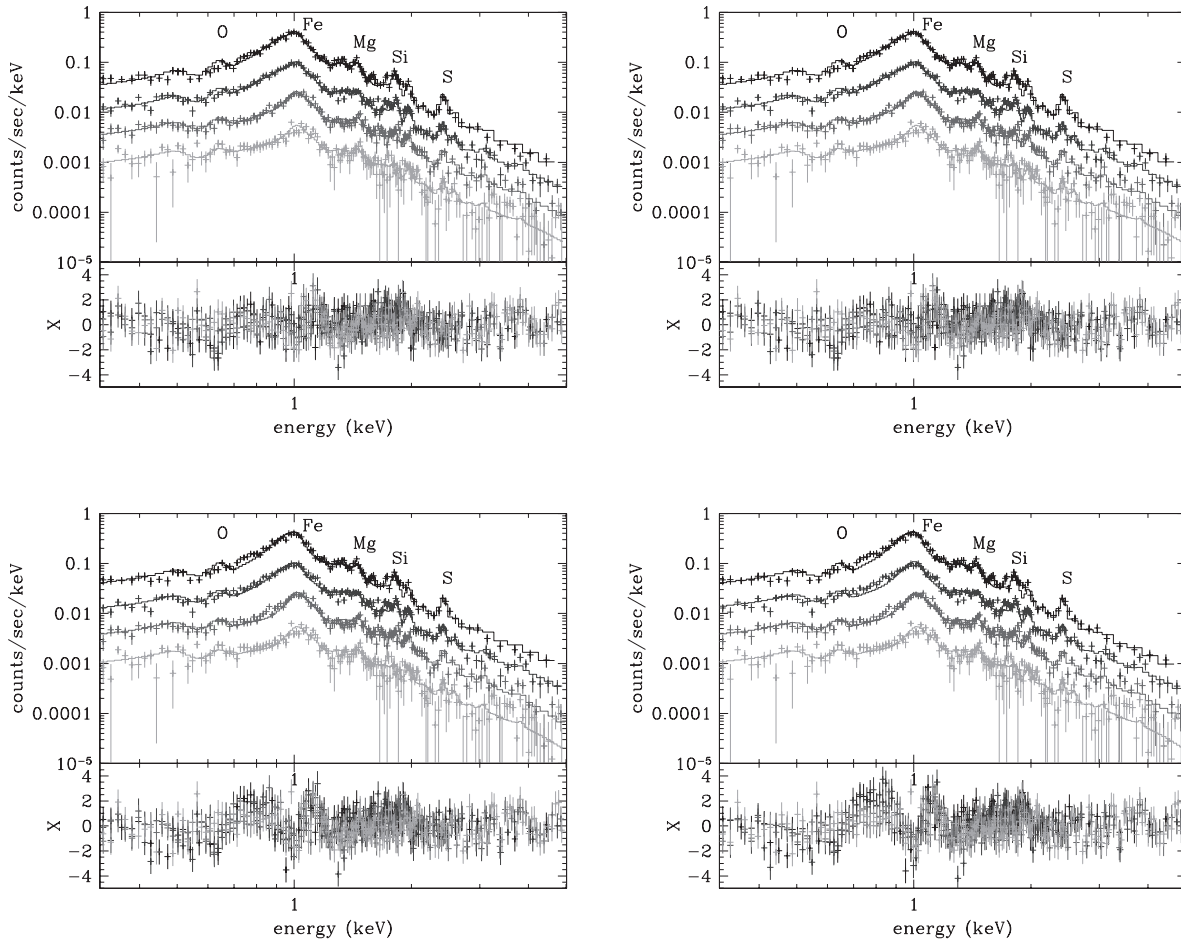 1
0.1
0.01
0.001
0.0001
10⁻⁵
counts/sec/keV
O
Fe
Mg
Si
S
4
2
0
−2
−4
X
1
1
energy (keV)
1
0.1
0.01
0.001
0.0001
10⁻⁵
counts/sec/keV
O
Fe
Mg
Si
S
4
2
0
−2
−4
X
1
1
energy (keV)
1
0.1
0.01
0.001
0.0001
10⁻⁵
counts/sec/keV
O
Fe
Mg
Si
S
4
2
0
−2
−4
X
1
1
energy (keV)
1
0.1
0.01
0.001
0.0001
10⁻⁵
counts/sec/keV
O
Fe
Mg
Si
S
4
2
0
−2
−4
X
1
1
energy (keV)